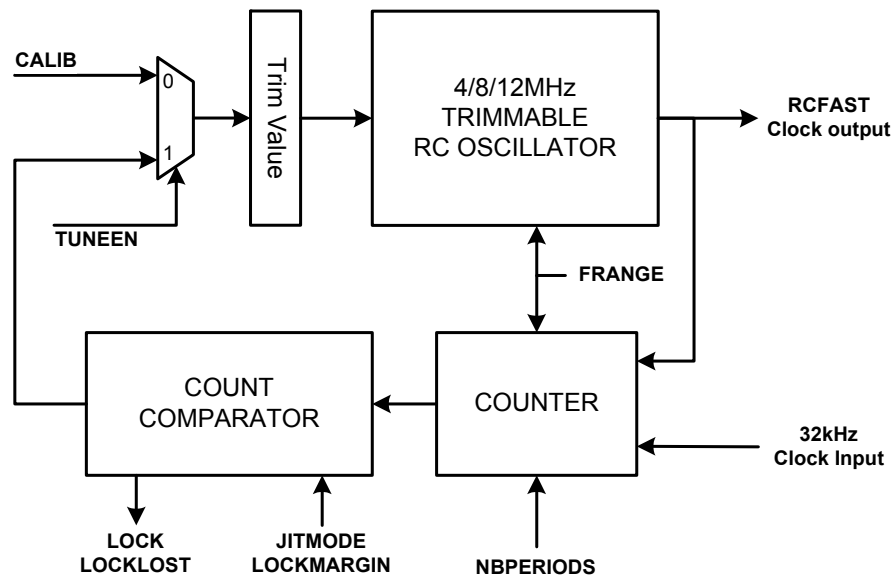 CALIB
0
1
TUNEEN
Trim Value
4/8/12MHz
TRIMMABLE
RC OSCILLATOR
RCFAST
Clock output
FRANGE
COUNT
COMPARATOR
COUNTER
32kHz
Clock Input
LOCK
LOCKLOST
JITMODE
LOCKMARGIN
NBPERIODS